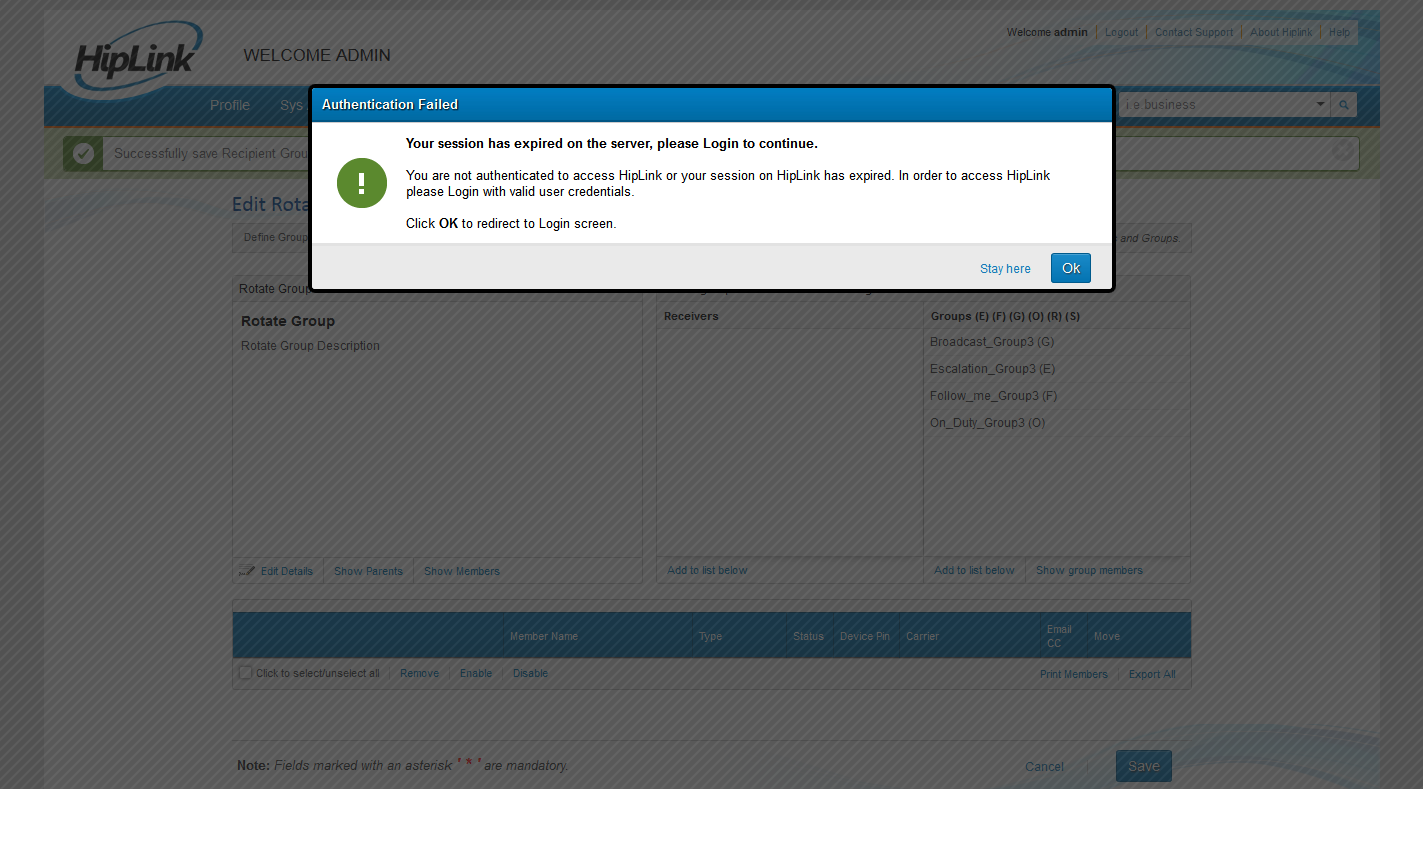 HipLink
WELCOME ADMIN
Welcome admin
Logout
Contact Support
About Hiplink
Help
Profile
Sys
i.e.business
Authentication Failed
Successfully save Recipient Grou
Your session has expired on the server, please Login to continue.
You are not authenticated to access HipLink or your session on HipLink has expired. In order to access HipLink
please Login with valid user credentials.
Click OK to redirect to Login screen.
Stay here
Ok
Edit Rota
Define Group
and Groups.
Rotate Group
Rotate Group
Rotate Group Description
Receivers
Groups (E) (F) (G) (O) (R) (S)
Broadcast_Group3 (G)
Escalation_Group3 (E)
Follow_me_Group3 (F)
On_Duty_Group3 (O)
Edit Details
Show Parents
Show Members
Add to list below
Add to list below
Show group members
Member Name
Type
Status
Device Pin
Carrier
Email
CC
Move
Click to select/unselect all
Remove
Enable
Disable
Print Members
Export All
Note: Fields marked with an asterisk ' * ' are mandatory.
Cancel
Save